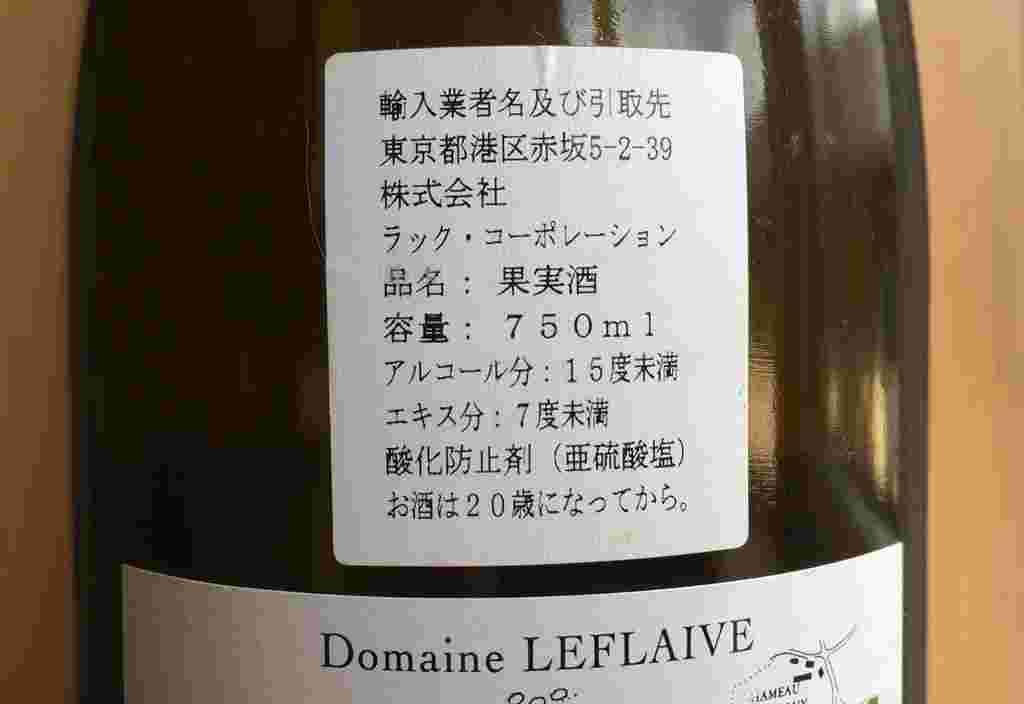 輸入業者名及び引取先
東京都港区赤坂5-2-39
株式会社
ラック・コーポレーション
品名： 果実酒
容量： ７５０ｍｌ
アルコール分：１５度未満
エキス分：７度未満
酸化防止剤（亜硫酸塩）
お酒は２０歳になってから。
Domaine LEFLAIVE